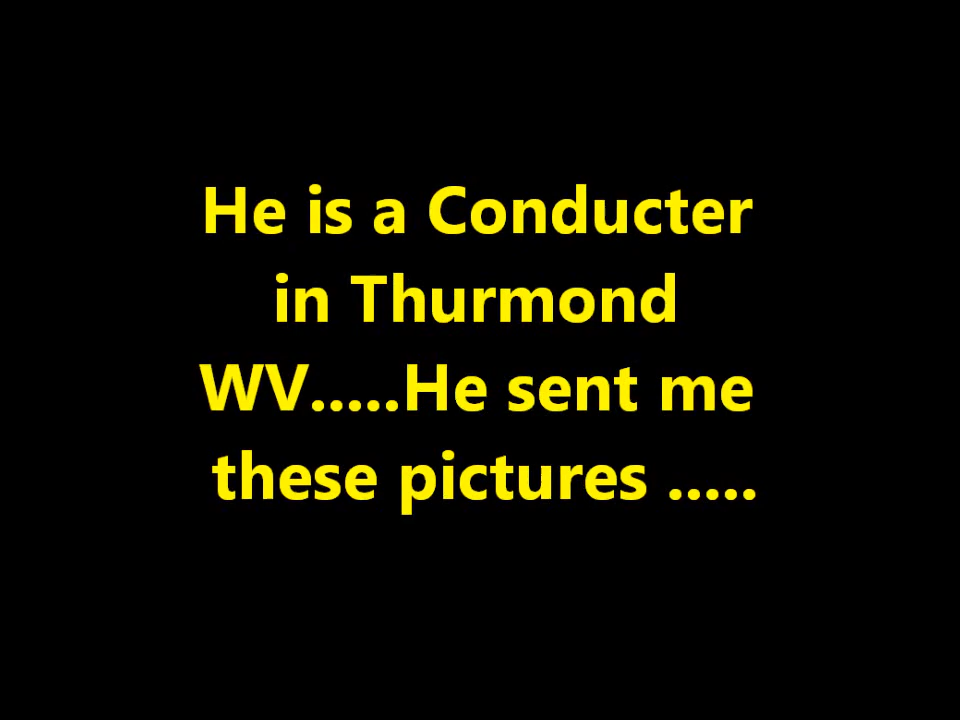 He is a Conducter
in Thurmond
WV.....He sent me
these pictures .....